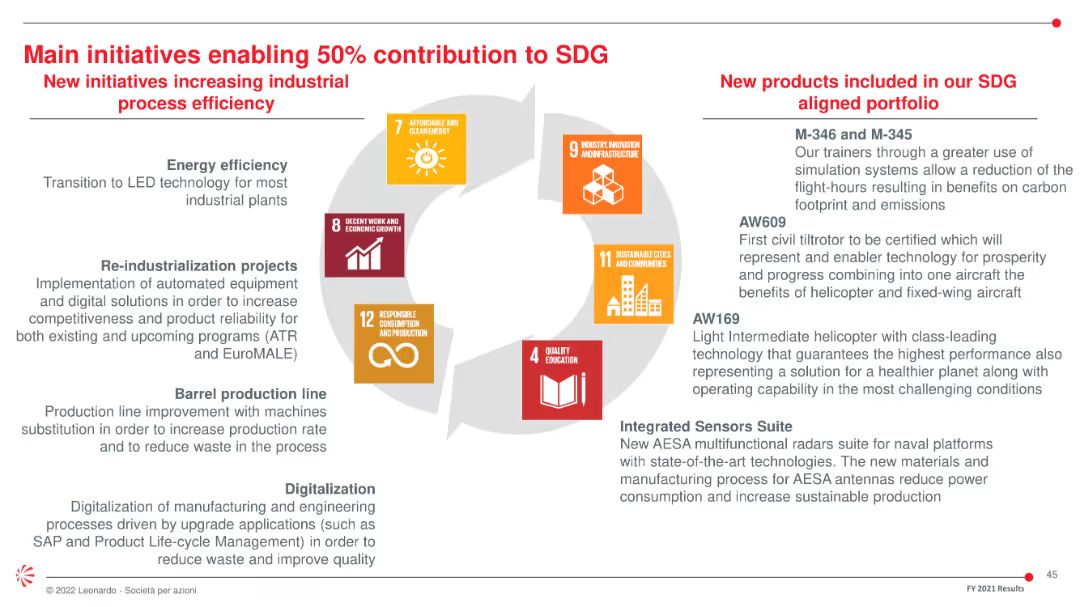 Main initiatives enabling 50% contribution to SDG
New initiatives increasing industrial
process efficiency
Energy efficiency
Transition to LED technology for most
industrial plants
Re-industrialization projects
Implementation of automated equipment
and digital solutions in order to increase
competitiveness and product reliability for
both existing and upcoming programs (ATR
and EuroMALE)
Barrel production line
Production line improvement with machines
substitution in order to increase production rate
and to reduce waste in the process
Digitalization
Digitalization of manufacturing and engineering
processes driven by upgrade applications (such as
SAP and Product Life-cycle Management) in order to
reduce waste and improve quality
7 AFFORDABLE AND
CLEAN ENERGY
8 DECENT WORK AND
ECONOMIC GROWTH
12 RESPONSIBLE
CONSUMPTION
AND PRODUCTION
9 INDUSTRY, INNOVATION
AND INFRASTRUCTURE
11 SUSTAINABLE CITIES
AND COMMUNITIES
4 QUALITY
EDUCATION
New products included in our SDG
aligned portfolio
M-346 and M-345
Our trainers through a greater use of
simulation systems allow a reduction of the
flight-hours resulting in benefits on carbon
footprint and emissions
AW609
First civil tiltrotor to be certified which will
represent and enabler technology for prosperity
and progress combining into one aircraft the
benefits of helicopter and fixed-wing aircraft
AW169
Light Intermediate helicopter with class-leading
technology that guarantees the highest performance also
representing a solution for a healthier planet along with
operating capability in the most challenging conditions
Integrated Sensors Suite
New AESA multifunctional radars suite for naval platforms
with state-of-the-art technologies. The new materials and
manufacturing process for AESA antennas reduce power
consumption and increase sustainable production
© 2022 Leonardo - Società per azioni
FY 2021 Results
45